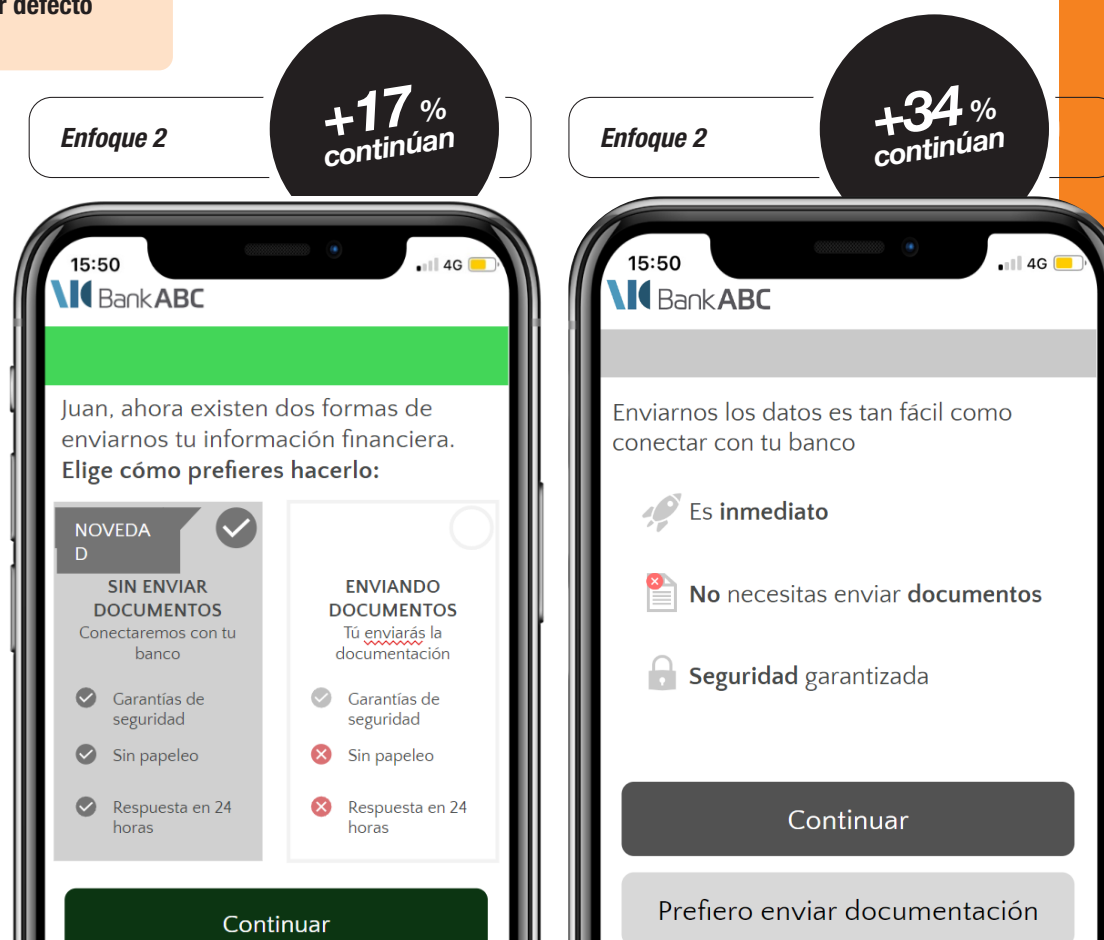 r defecto
Enfoque 2
+17 %
continúan
15:50
4G
Bank ABC
Juan, ahora existen dos formas de
enviarnos tu información financiera.
Elige cómo prefieres hacerlo:
NOVEDA
D
SIN ENVIAR
DOCUMENTOS
Conectaremos con tu
banco
Garantías de
seguridad
Sin papeleo
Respuesta en 24
horas
ENVIANDO
DOCUMENTOS
Tú enviarás la
documentación
Garantías de
seguridad
Sin papeleo
Respuesta en 24
horas
Continuar
Enfoque 2
+34 %
continúan
15:50
4G
Bank ABC
Enviarnos los datos es tan fácil como
conectar con tu banco
Es inmediato
No necesitas enviar documentos
Seguridad garantizada
Continuar
Prefiero enviar documentación